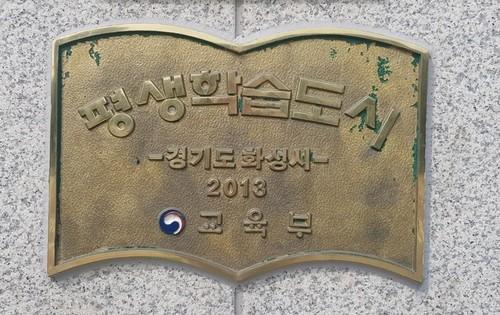 평생학습도시
-경기도 화성시-
2013
교육부